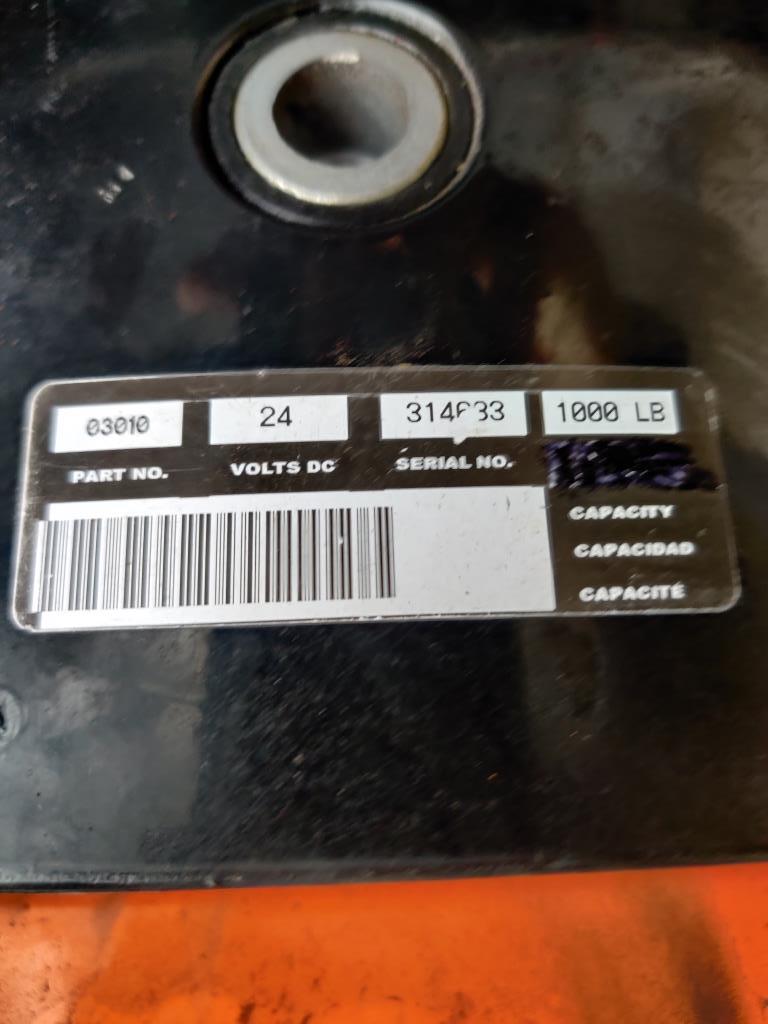 03010 24 1000 LB
PART NO. VOLTS DC SERIAL NO.
CAPACITY
CAPACIDAD
CAPACITÉ